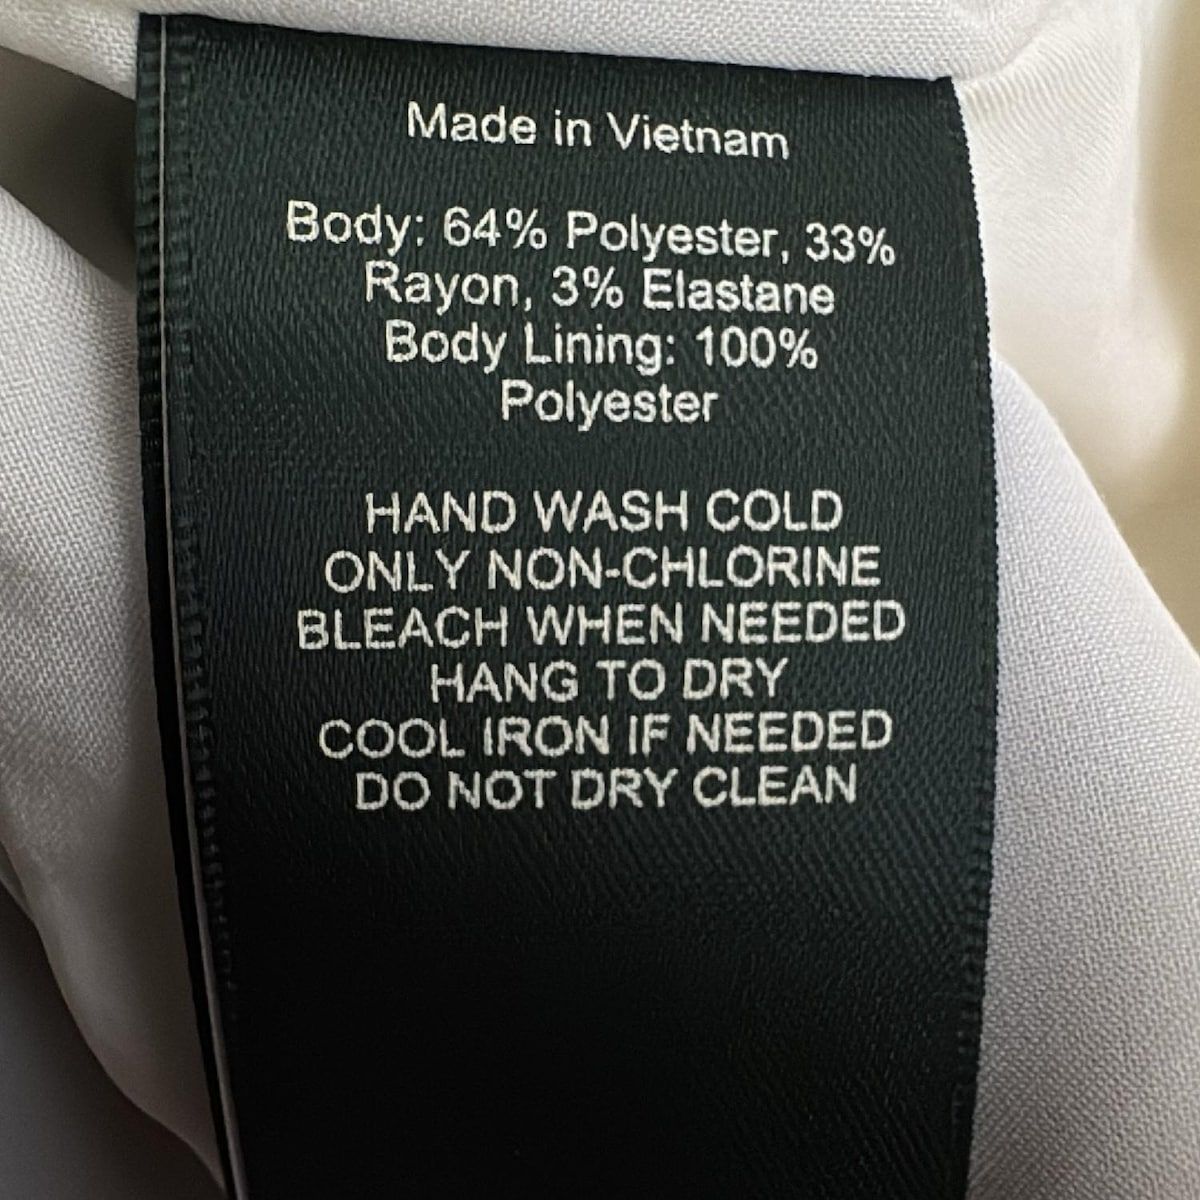 Made in Vietnam
Body: 64% Polyester, 33%
Rayon, 3% Elastane
Body Lining: 100%
Polyester
HAND WASH COLD
ONLY NON-CHLORINE
BLEACH WHEN NEEDED
HANG TO DRY
COOL IRON IF NEEDED
DO NOT DRY CLEAN